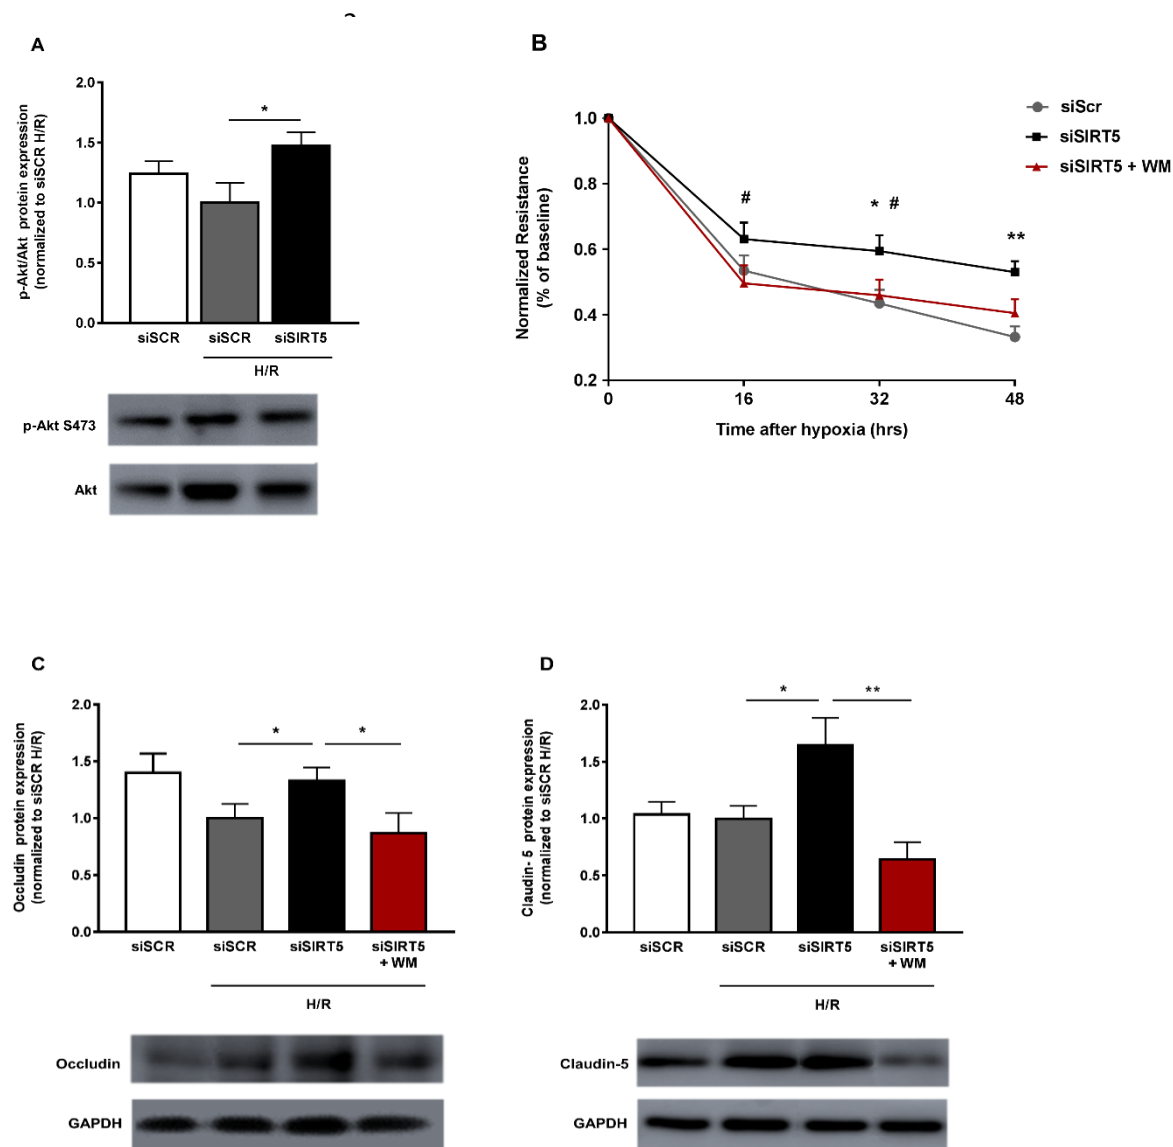 A
p-Akt/Akt protein expression
(normalized to siSCR H/R)
2.0
1.5
1.0
0.5
0.0
*
siSCR
siSCR
siSIRT5
H/R
p-Akt S473
Akt
B
Normalized Resistance
(% of baseline)
1.0
0.8
0.6
0.4
0.2
#
* #
**
0
16
32
48
Time after hypoxia (hrs)
siScr
siSIRT5
siSIRT5 + WM
C
Occludin protein expression
(normalized to siSCR H/R)
2.0
1.5
1.0
0.5
0.0
*
*
siSCR
siSCR
siSIRT5
siSIRT5
+ WM
H/R
Occludin
GAPDH
D
Claudin- 5 protein expression
(normalized to siSCR H/R)
2.0
1.5
1.0
0.5
0.0
*
**
siSCR
siSCR
siSIRT5
siSIRT5
+ WM
H/R
Claudin-5
GAPDH